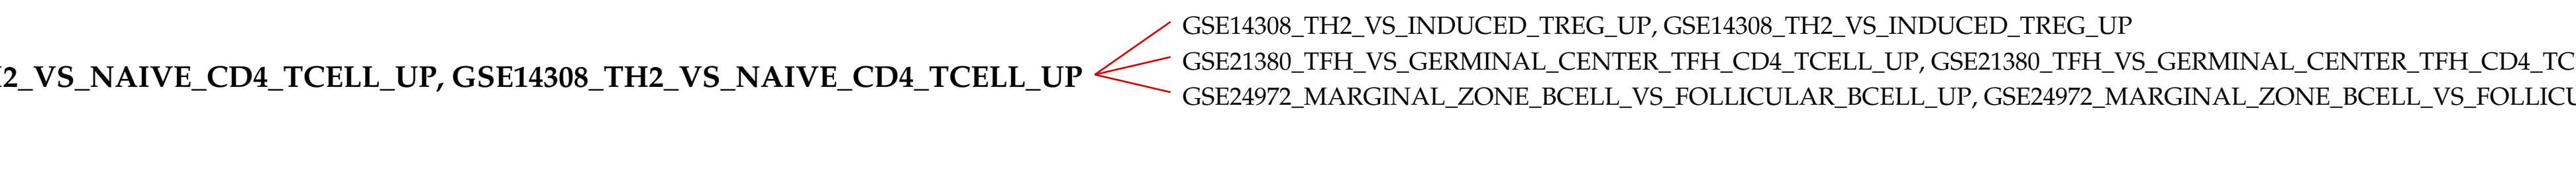 GSE14308_TH2_VS_INDUCED_TREG_UP, GSE14308_TH2_VS_INDUCED_TREG_UP
GSE21380_TFH_VS_GERMINAL_CENTER_TFH_CD4_TCELL_UP, GSE21380_TFH_VS_GERMINAL_CENTER_TFH_CD4_TC
2_VS_NAIVE_CD4_TCELL_UP, GSE14308_TH2_VS_NAIVE_CD4_TCELL_UP
GSE24972_MARGINAL_ZONE_BCELL_VS_FOLLICULAR_BCELL_UP, GSE24972_MARGINAL_ZONE_BCELL_VS_FOLLICU